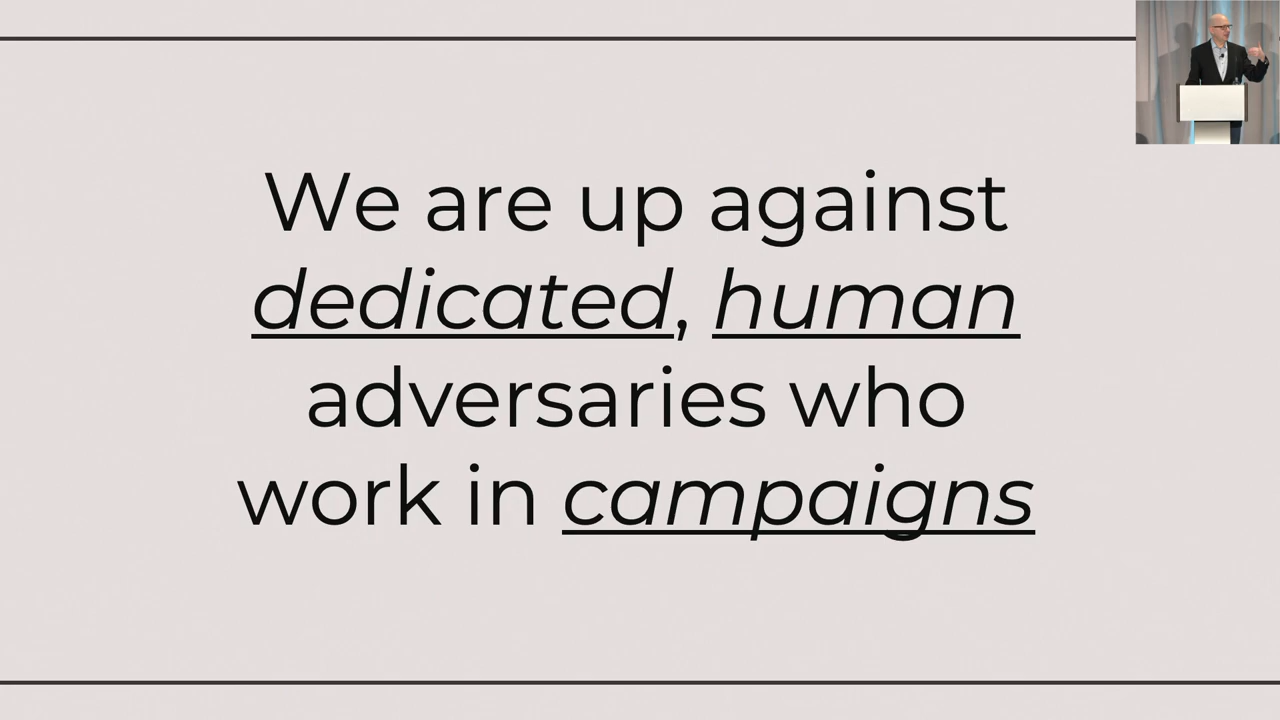 We are up against
dedicated, human
adversaries who
work in campaigns